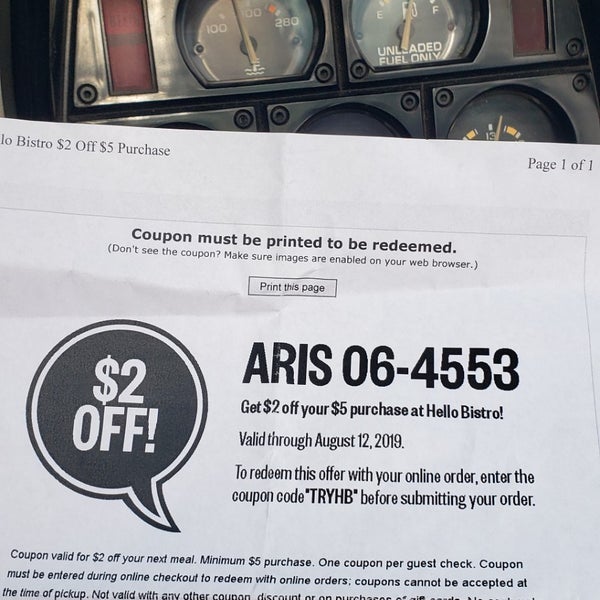 100
280
E
F
UNLEADED
FUEL ONLY
13
lo Bistro $2 Off $5 Purchase
Page 1 of 1
Coupon must be printed to be redeemed.
(Don't see the coupon? Make sure images are enabled on your web browser.)
Print this page
$2
OFF!
ARIS 06-4553
Get $2 off your $5 purchase at Hello Bistro!
Valid through August 12, 2019.
To redeem this offer with your online order, enter the
coupon code "TRYHB" before submitting your order.
Coupon valid for $2 off your next meal. Minimum $5 purchase. One coupon per guest check. Coupon
must be entered during online checkout to redeem with online orders; coupons cannot be accepted at
the time of pickup. Not valid with any other coupon, discount or on purchases of gift cards. No